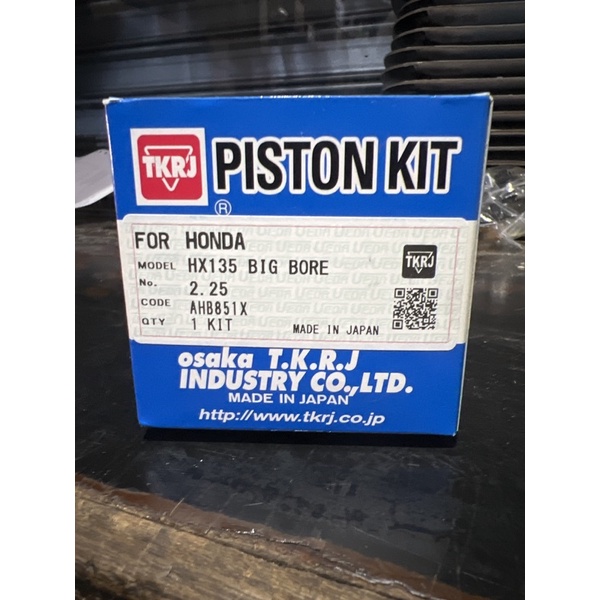 TKRJ PISTON KIT
®
FOR HONDA
MODEL HX135 BIG BORE
TKRJ
No. 2.25
CODE AHB851X
QTY 1 KIT MADE IN JAPAN
osaka T.K.R.J
INDUSTRY CO.,LTD.
MADE IN JAPAN
http://www.tkrj.co.jp